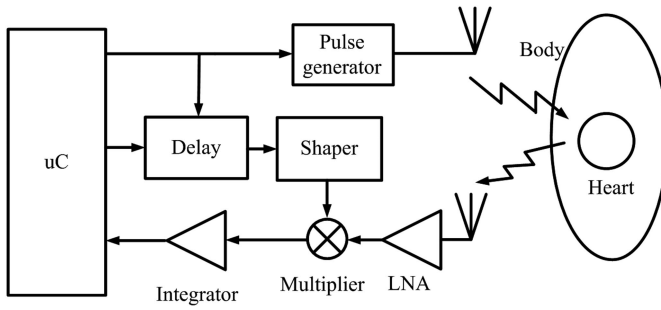 Pulse
generator
Body
uC
Delay
Shaper
Heart
Integrator
Multiplier
LNA